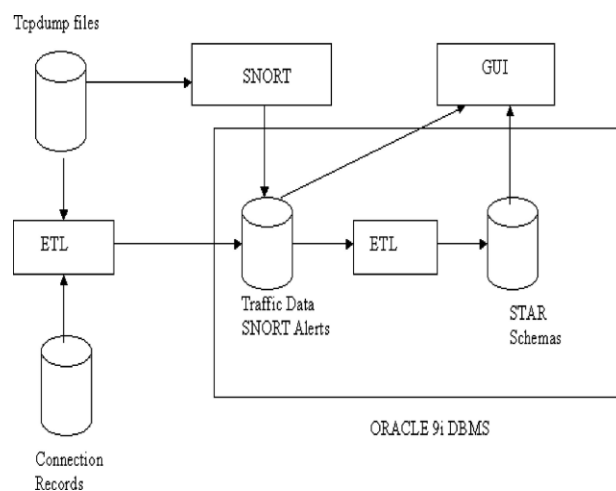 Tcpdump files
SNORT
GUI
ETL
ETL
Traffic Data
SNORT Alerts
STAR
Schemas
ORACLE 9i DBMS
Connection
Records